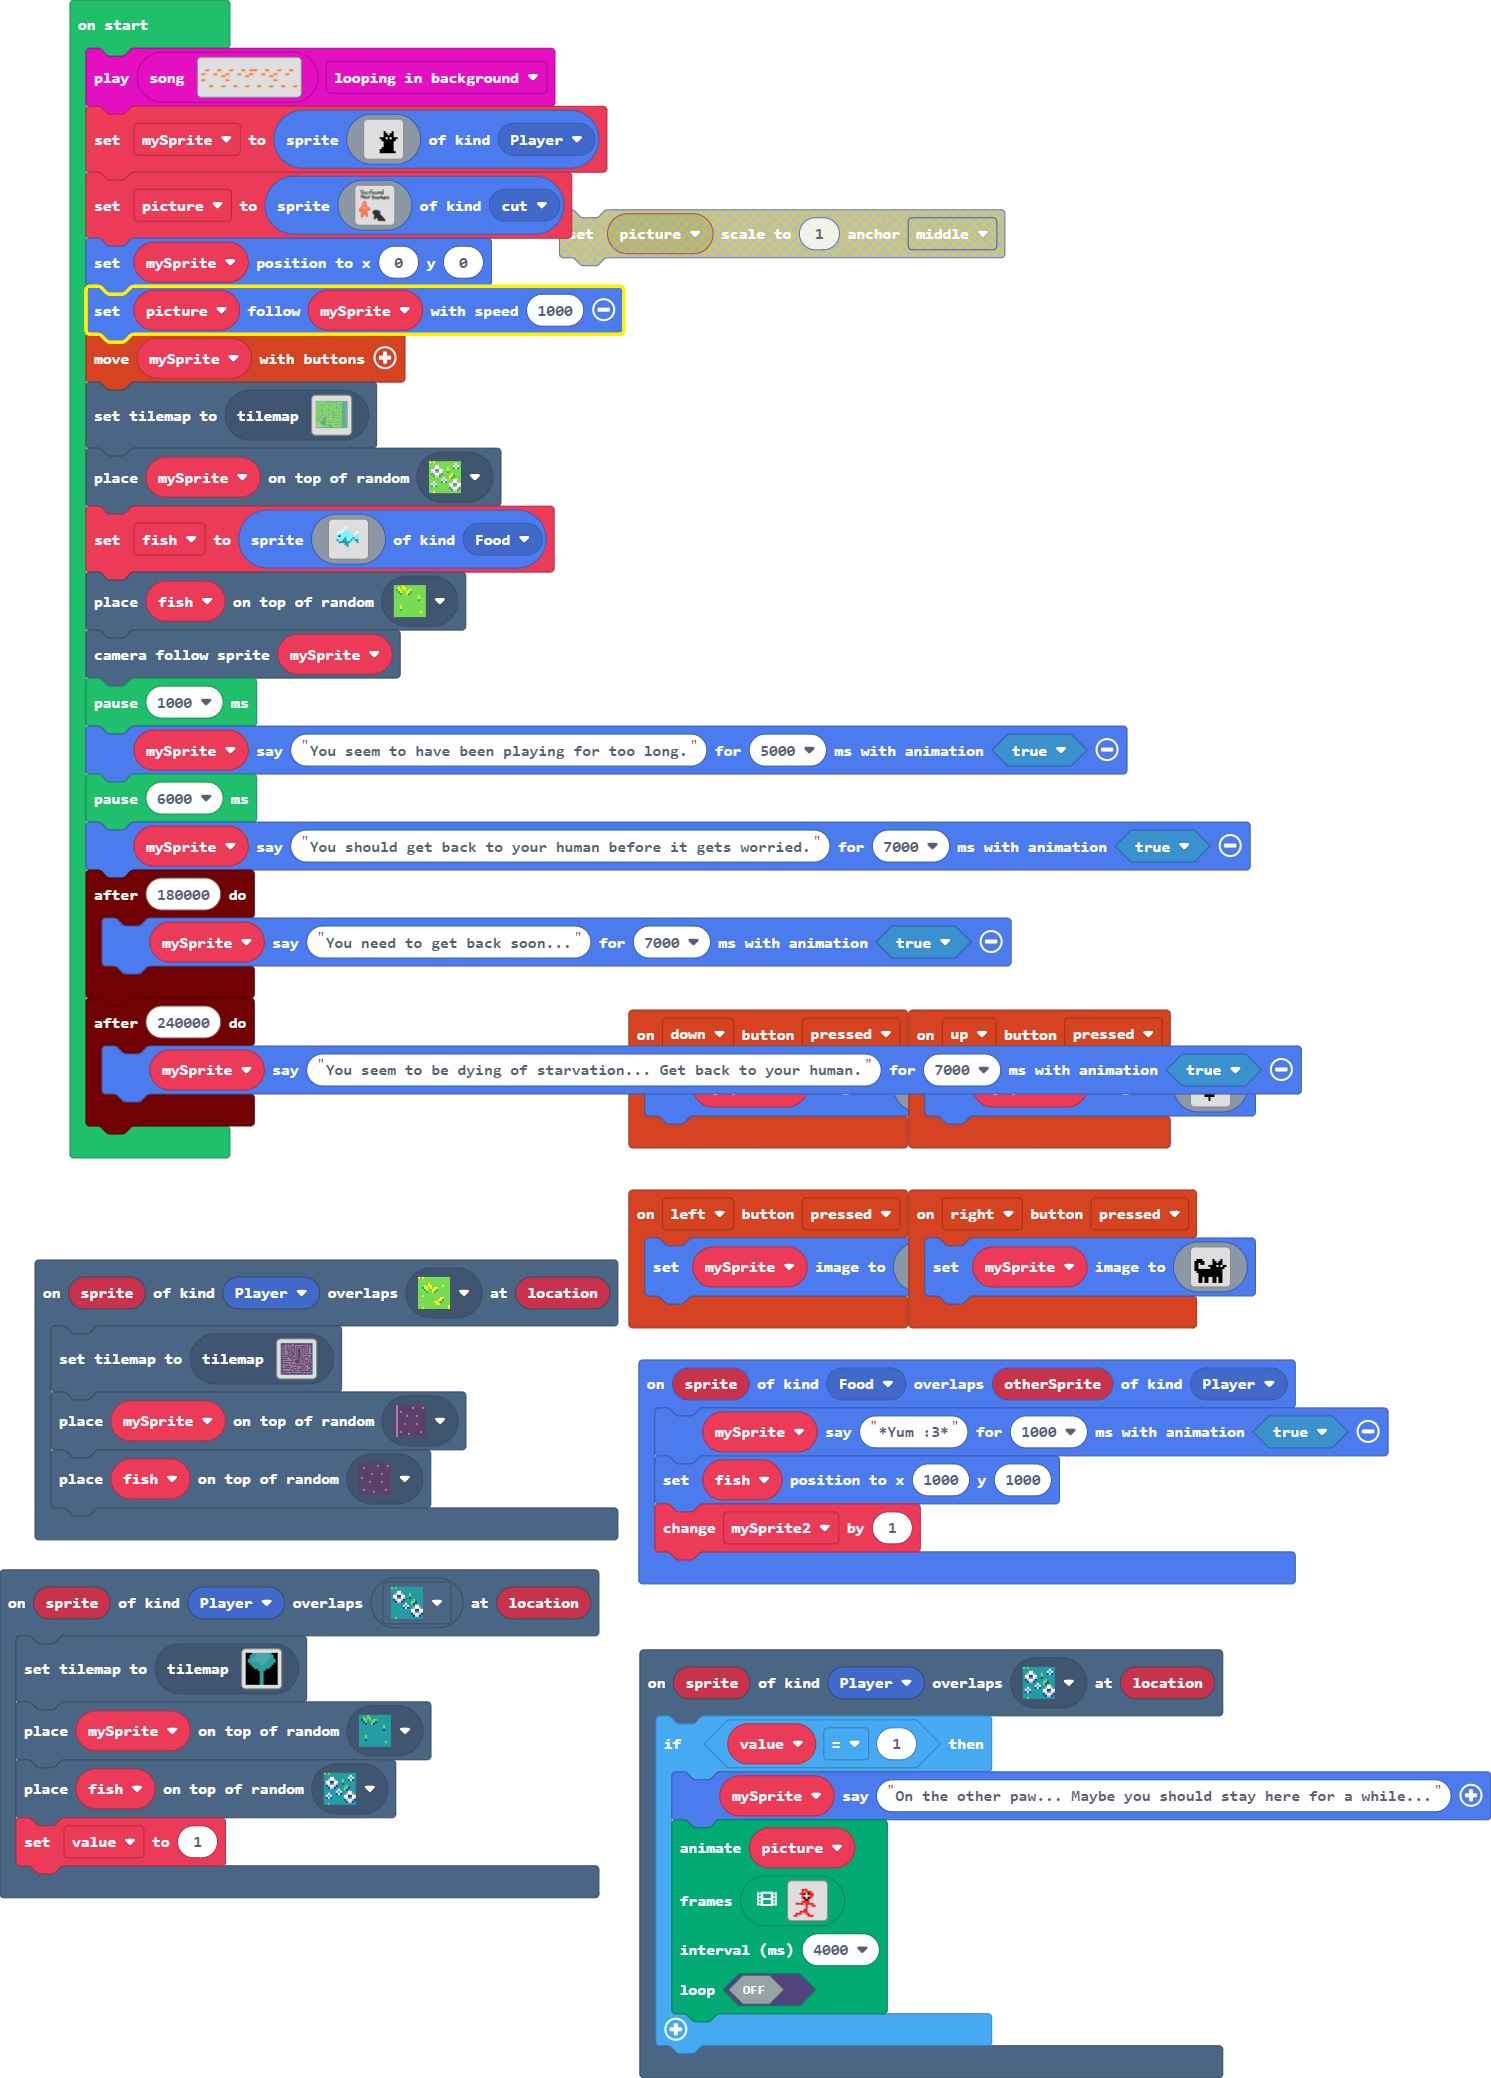 on start
play song looping in background
set mySprite to sprite of kind Player
set picture to sprite You found Your human of kind cut
set picture scale to 1 anchor middle
set mySprite position to x 0 y 0
set picture follow mySprite with speed 1000
move mySprite with buttons
set tilemap to tilemap
place mySprite on top of random
set fish to sprite of kind Food
place fish on top of random
camera follow sprite mySprite
pause 1000 ms
mySprite say "You seem to have been playing for too long." for 5000 ms with animation true
pause 6000 ms
mySprite say "You should get back to your human before it gets worried." for 7000 ms with animation true
after 180000 do
mySprite say "You need to get back soon..." for 7000 ms with animation true
after 240000 do
mySprite say "You seem to be dying of starvation... Get back to your human." for 7000 ms with animation true
on down button pressed
on up button pressed
on left button pressed
set mySprite image to
on right button pressed
set mySprite image to
on sprite of kind Player overlaps at location
set tilemap to tilemap
place mySprite on top of random
place fish on top of random
on sprite of kind Food overlaps otherSprite of kind Player
mySprite say "*Yum :3*" for 1000 ms with animation true
set fish position to x 1000 y 1000
change mySprite2 by 1
on sprite of kind Player overlaps at location
set tilemap to tilemap
place mySprite on top of random
place fish on top of random
set value to 1
on sprite of kind Player overlaps at location
if value = 1 then
mySprite say "On the other paw... Maybe you should stay here for a while..."
animate picture
frames
interval (ms) 4000
loop OFF